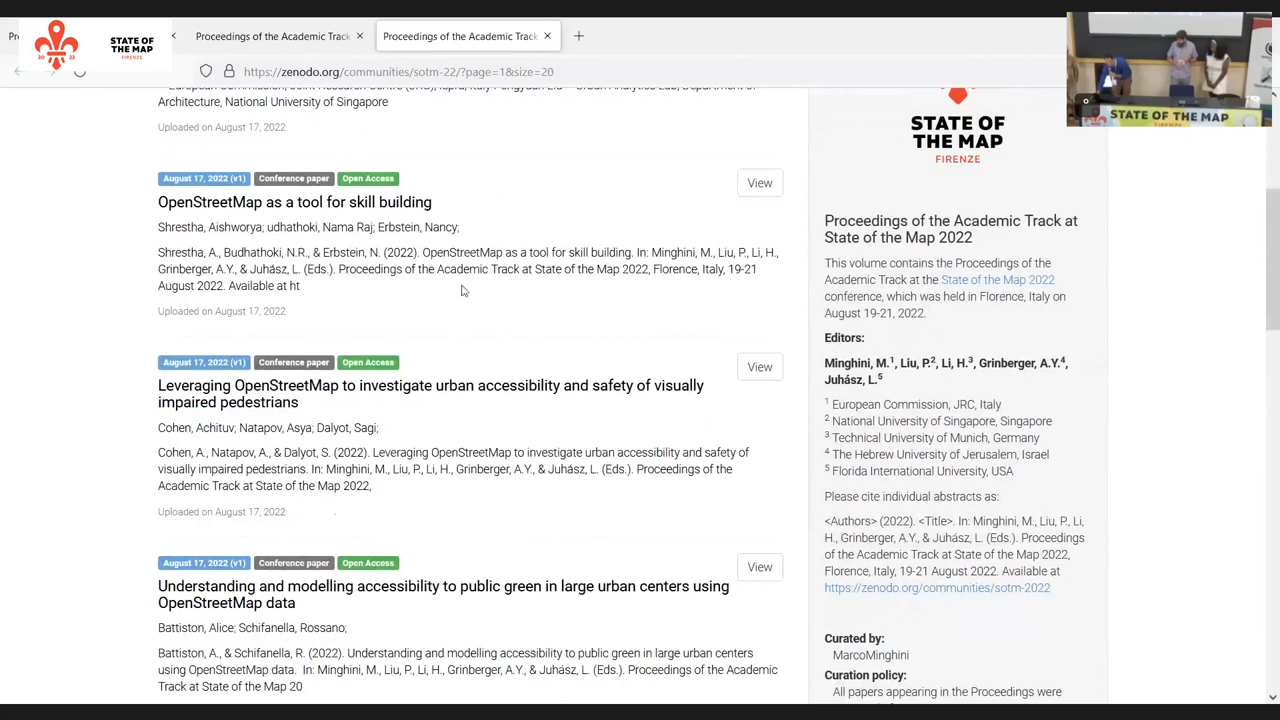 Pr
STATE OF
THE MAP
20 22
FIRENZE
Proceedings of the Academic Track
Proceedings of the Academic Track
https://zenodo.org/communities/sotm-22/?page=1&size=20
Architecture, National University of Singapore
Uploaded on August 17, 2022
August 17, 2022 (v1) Conference paper Open Access
View
OpenStreetMap as a tool for skill building
Shrestha, Aishworya; udhathoki, Nama Raj; Erbstein, Nancy;
Shrestha, A., Budhathoki, N.R., & Erbstein, N. (2022). OpenStreetMap as a tool for skill building. In: Minghini, M., Liu, P., Li, H.,
Grinberger, A.Y., & Juhász, L. (Eds.). Proceedings of the Academic Track at State of the Map 2022, Florence, Italy, 19-21
August 2022. Available at ht
Uploaded on August 17, 2022
August 17, 2022 (v1) Conference paper Open Access
View
Leveraging OpenStreetMap to investigate urban accessibility and safety of visually
impaired pedestrians
Cohen, Achituv; Natapov, Asya; Dalyot, Sagi;
Cohen, A., Natapov, A., & Dalyot, S. (2022). Leveraging OpenStreetMap to investigate urban accessibility and safety of
visually impaired pedestrians. In: Minghini, M., Liu, P., Li, H., Grinberger, A.Y., & Juhász, L. (Eds.). Proceedings of the
Academic Track at State of the Map 2022,
Uploaded on August 17, 2022
August 17, 2022 (v1) Conference paper Open Access
View
Understanding and modelling accessibility to public green in large urban centers using
OpenStreetMap data
Battiston, Alice; Schifanella, Rossano;
Battiston, A., & Schifanella, R. (2022). Understanding and modelling accessibility to public green in large urban centers
using OpenStreetMap data. In: Minghini, M., Liu, P., Li, H., Grinberger, A.Y., & Juhász, L. (Eds.). Proceedings of the Academic
Track at State of the Map 20
STATE OF
THE MAP
FIRENZE
Proceedings of the Academic Track at
State of the Map 2022
This volume contains the Proceedings of the
Academic Track at the State of the Map 2022
conference, which was held in Florence, Italy on
August 19-21, 2022.
Editors:
Minghini, M.1, Liu, P.2, Li, H.3, Grinberger, A.Y.4,
Juhász, L.5
1 European Commission, JRC, Italy
2 National University of Singapore, Singapore
3 Technical University of Munich, Germany
4 The Hebrew University of Jerusalem, Israel
5 Florida International University, USA
Please cite individual abstracts as:
<Authors> (2022). <Title>. In: Minghini, M., Liu, P., Li,
H., Grinberger, A.Y., & Juhász, L. (Eds.). Proceedings
of the Academic Track at State of the Map 2022,
Florence, Italy, 19-21 August 2022. Available at
https://zenodo.org/communities/sotm-2022
Curated by:
MarcoMinghini
Curation policy:
All papers appearing in the Proceedings were
STATE OF THE MAP